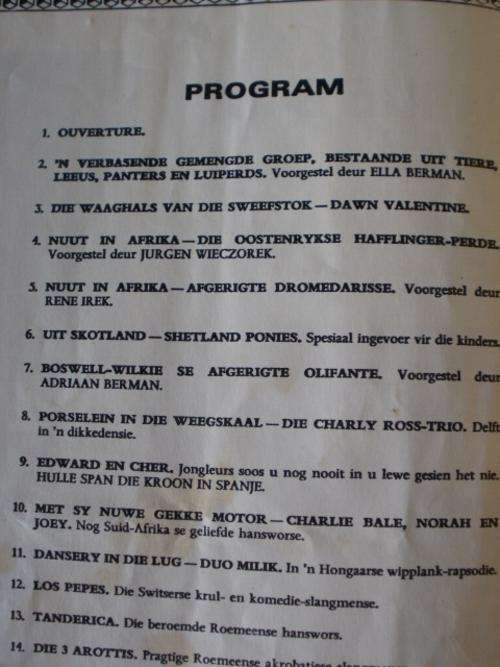 PROGRAM
1. OUVERTURE.
2. 'N VERBASENDE GEMENGDE GROEP, BESTAANDE UIT TIERE,
LEEUS, PANTERS EN LUIPERDS. Voorgestel deur ELLA BERMAN.
3. DIE WAAGHALS VAN DIE SWEEFSTOK — DAWN VALENTINE.
4. NUUT IN AFRIKA — DIE OOSTENRYKSE HAFFLINGER-PERDE.
Voorgestel deur JURGEN WIECZOREK.
5. NUUT IN AFRIKA — AFGERIGTE DROMEDARISSE. Voorgestel deur
RENE IREK.
6. UIT SKOTLAND — SHETLAND PONIES. Spesiaal ingevoer vir die kinders.
7. BOSWELL-WILKIE SE AFGERIGTE OLIFANTE. Voorgestel deur
ADRIAAN BERMAN.
8. PORSELEIN IN DIE WEEGSKAAL — DIE CHARLY ROSS-TRIO. Delft
in 'n dikkedensie.
9. EDWARD EN CHER. Jongleurs soos u nog nooit in u lewe gesien het nie.
HULLE SPAN DIE KROON IN SPANJE.
10. MET SY NUWE GEKKE MOTOR — CHARLIE BALE, NORAH EN
JOEY. Nog Suid-Afrika se geliefde hansworse.
11. DANSERY IN DIE LUG — DUO MILIK. In 'n Hongaarse wipplank-rapsodie.
12. LOS PEPES. Die Switserse krul- en komedie-slangmense.
13. TANDERICA. Die beroemde Roemeense hanswors.
14. DIE 3 AROTTIS. Pragtige Roemeense akrobatiese